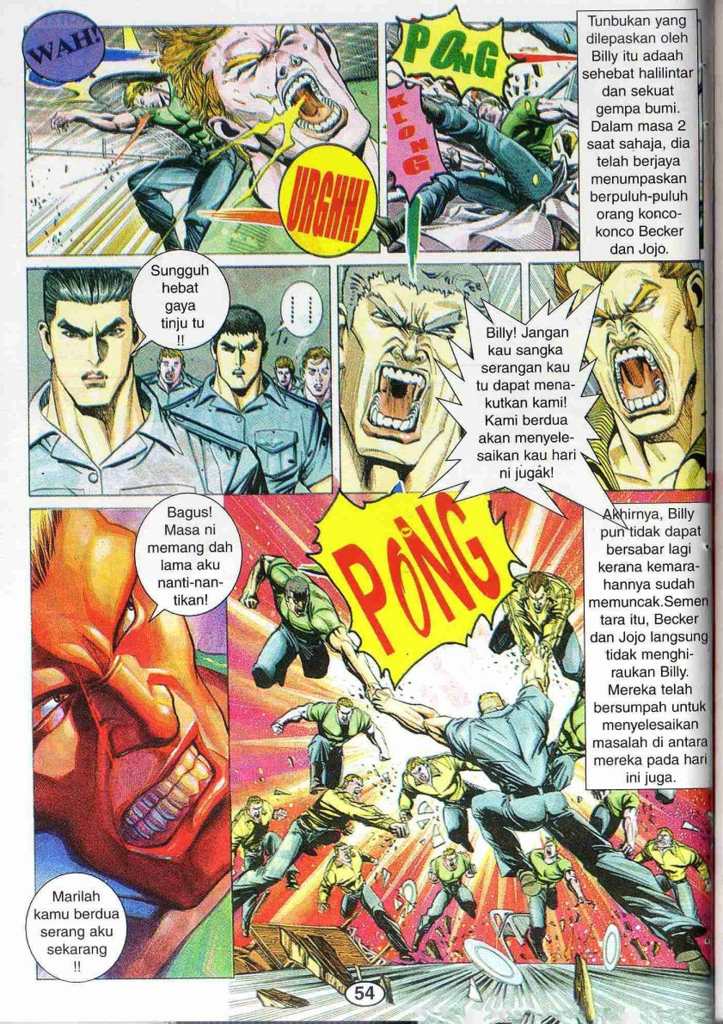 WAH!
URGHH!
PONG
KLONG
Tunbukan yang
dilepaskan oleh
Billy itu adaah
sehebat halilintar
dan sekuat
gempa bumi.
Dalam masa 2
saat sahaja, dia
telah berjaya
menumpaskan
berpuluh-puluh
orang konco-
konco Becker
dan Jojo.
Sungguh
hebat
gaya
tinju tu
!!
...
!
Billy! Jangan
kau sangka
serangan kau
tu dapat mena-
kutkan kami!
Kami berdua
akan menyele-
saikan kau hari
ni jugak!
Bagus!
Masa ni
memang dah
lama aku
nanti-nan-
tikan!
Marilah
kamu berdua
serang aku
sekarang
!!
PONG
Akhirnya, Billy
pun tidak dapat
bersabar lagi
kerana kemara-
hannya sudah
memuncak.Semen
tara itu, Becker
dan Jojo langsung
tidak menghi-
raukan Billy.
Mereka telah
bersumpah untuk
menyelesaikan
masalah di antara
mereka pada hari
ini juga.
54